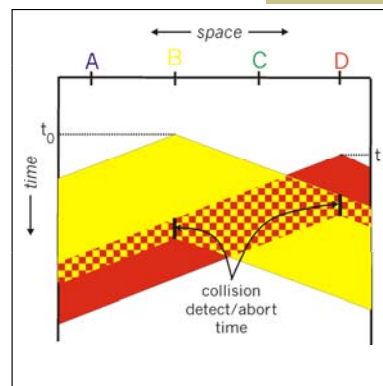 space
A B C D
t0
t
time
collision
detect/abort
time